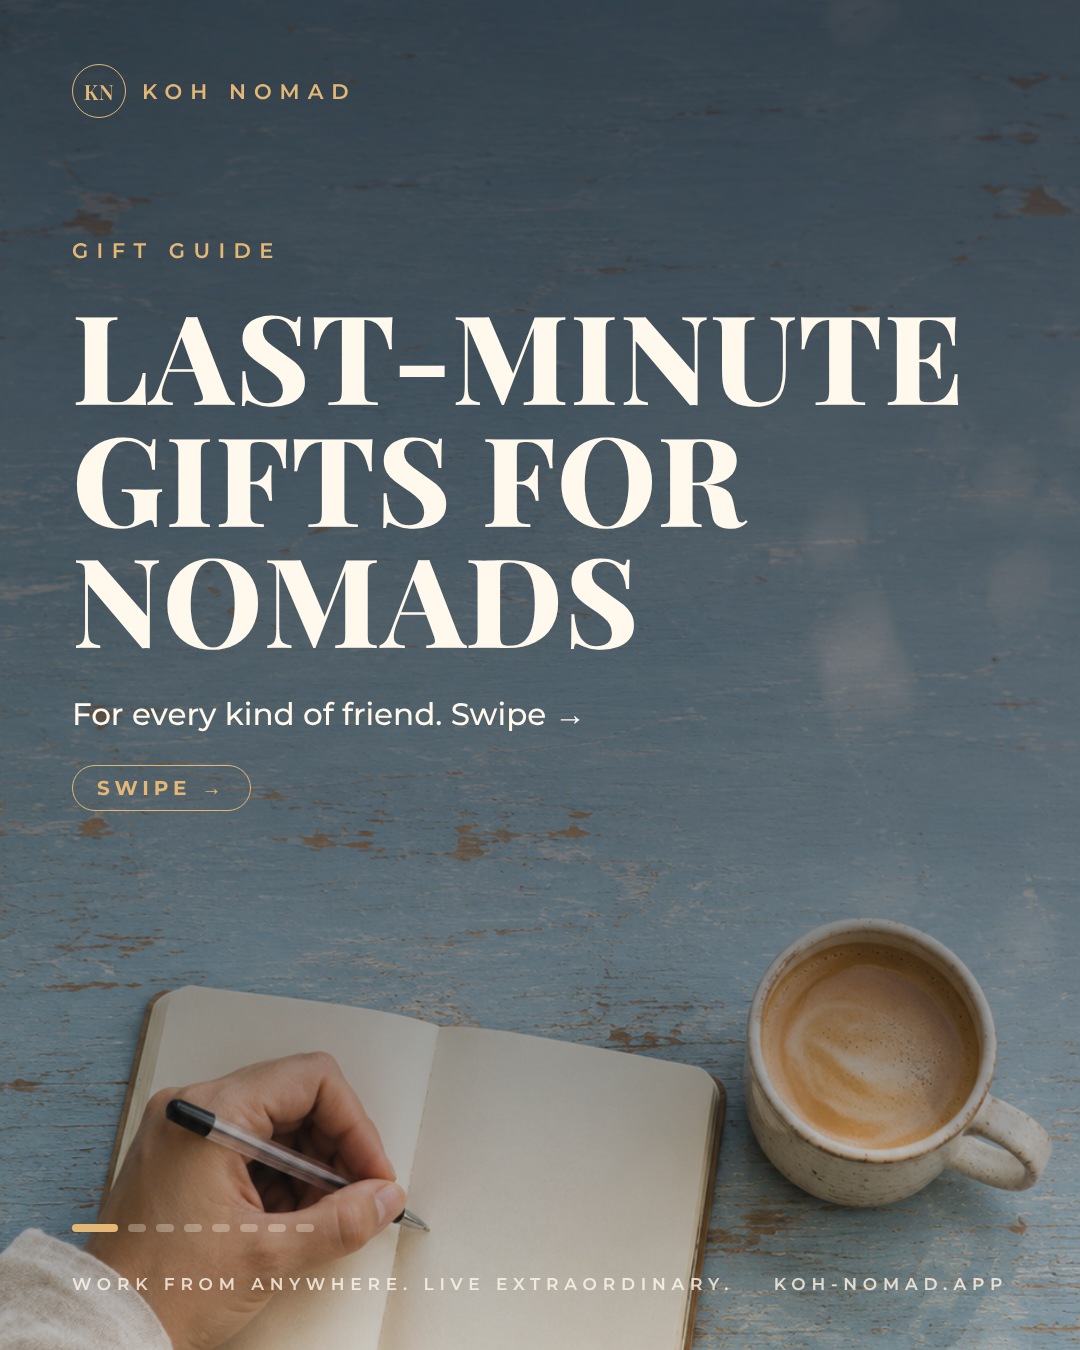 KN KOH NOMAD
GIFT GUIDE
LAST-MINUTE
GIFTS FOR
NOMADS
For every kind of friend. Swipe →
SWIPE →
WORK FROM ANYWHERE. LIVE EXTRAORDINARY. KOH-NOMAD.APP